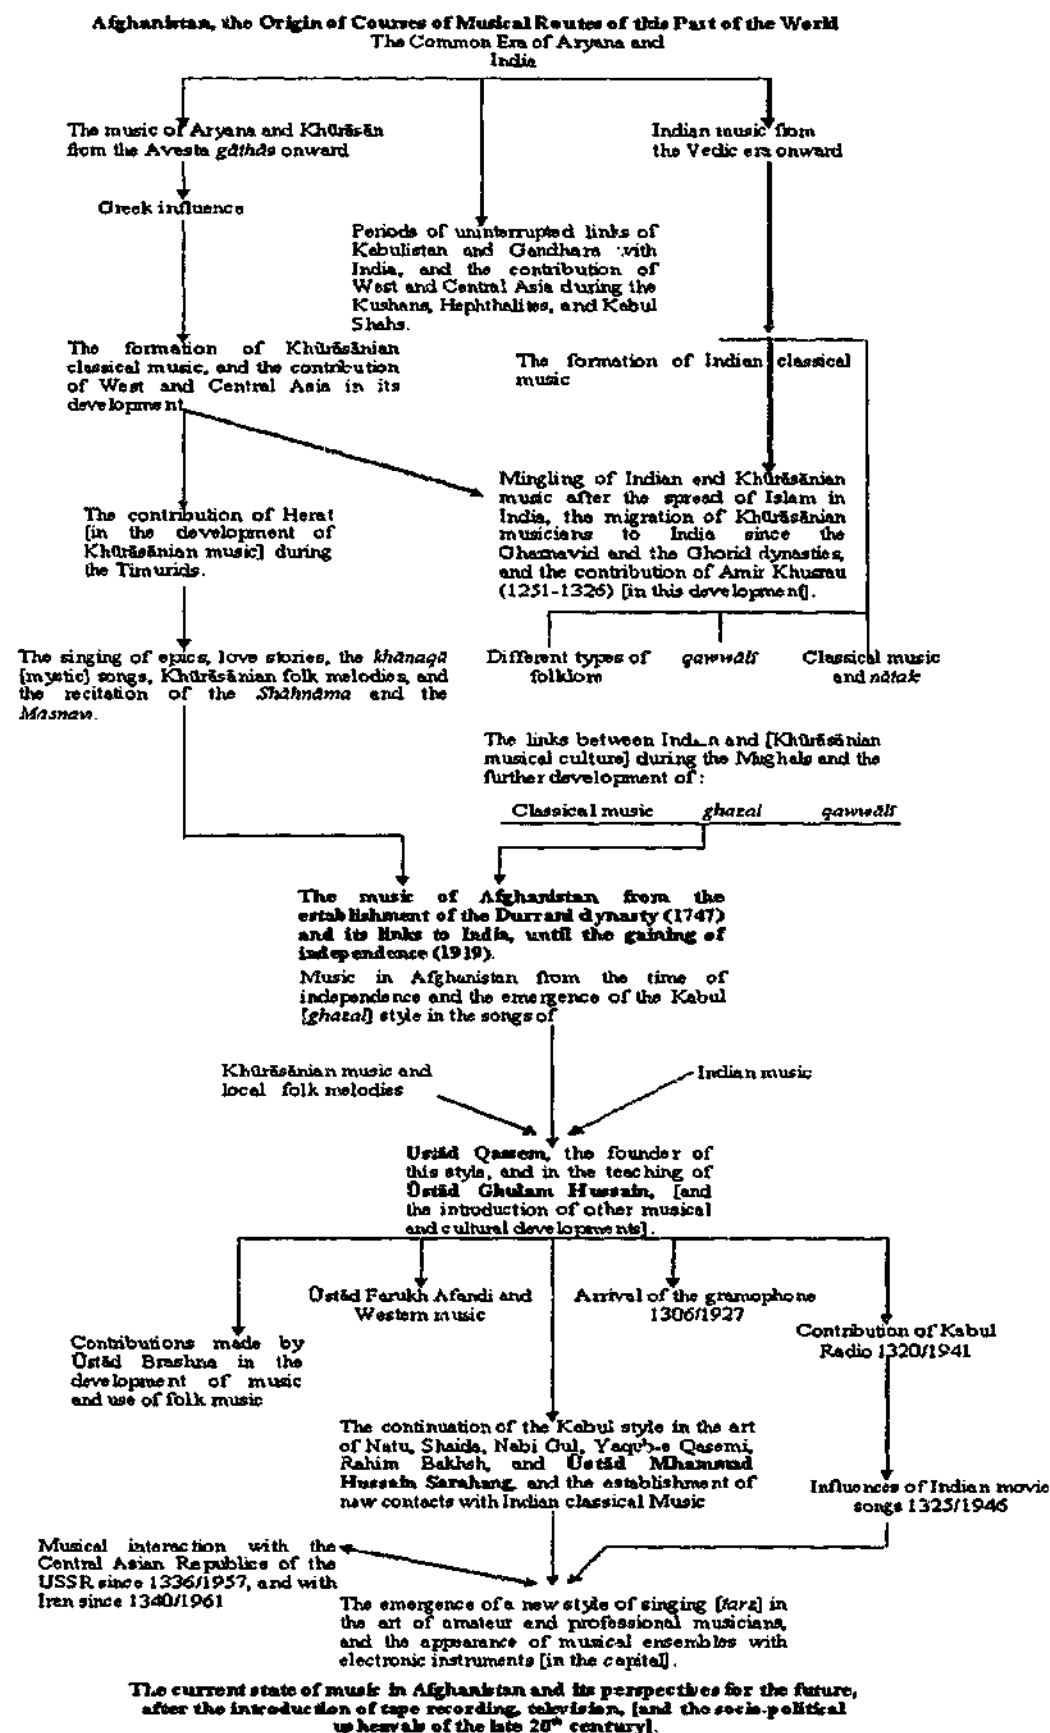 Afghanistan, the Origin of Courses of Musical Routes of this Part of the World
The Common Era of Aryana and
India
The music of Aryana and Khūrāsān
from the Avesta gāthās onward
Indian music from
the Vedic era onward
Greek influence
Periods of uninterrupted links of
Kabulistan and Gandhara with
India, and the contribution of
West and Central Asia during the
Kushans, Hephthalites, and Kabul
Shahs.
The formation of Khūrāsānian
classical music, and the contribution
of West and Central Asia in its
development
The formation of Indian classical
music
Mingling of Indian and Khūrāsānian
music after the spread of Islam in
India, the migration of Khūrāsānian
musicians to India since the
Ghaznavid and the Ghorid dynasties,
and the contribution of Amir Khusrau
(1251-1326) [in this development].
The contribution of Herat
[in the development of
Khūrāsānian music] during
the Timurids.
The singing of epics, love stories, the khānaqā
[mystic] songs, Khūrāsānian folk melodies, and
the recitation of the Shāhnāma and the
Masnavi.
Different types of
folklore
qawwālī
Classical music
and nātak
The links between Indian and [Khūrāsānian
musical culture] during the Mughals and the
further development of :
Classical music ghazal qawwālī
The music of Afghanistan from the
establishment of the Durrani dynasty (1747)
and its links to India, until the gaining of
independence (1919).
Music in Afghanistan from the time of
independence and the emergence of the Kabul
[ghazal] style in the songs of
Khūrāsānian music and
local folk melodies
Indian music
Ustād Qassem, the founder of
this style, and in the teaching of
Ūstād Ghulam Hussain, [and
the introduction of other musical
and cultural developments].
Ūstād Farukh Afandi and
Western music
Arrival of the gramophone
1306/1927
Contribution of Kabul
Radio 1320/1941
Contributions made by
Ūstād Brashna in the
development of music
and use of folk music
The continuation of the Kabul style in the art
of Natu, Shaida, Nabi Gul, Yaqub-e Qasemi,
Rahim Bakhsh, and Ūstād Mhammad
Hussain Sarahang, and the establishment of
new contacts with Indian classical Music
Influences of Indian movie
songs 1325/1946
Musical interaction with the
Central Asian Republics of the
USSR since 1336/1957, and with
Iran since 1340/1961
The emergence of a new style of singing [tarz] in
the art of amateur and professional musicians,
and the appearance of musical ensembles with
electronic instruments [in the capital].
The current state of music in Afghanistan and its perspectives for the future,
after the introduction of tape recording, television, [and the socio-political
upheavals of the late 20th century].